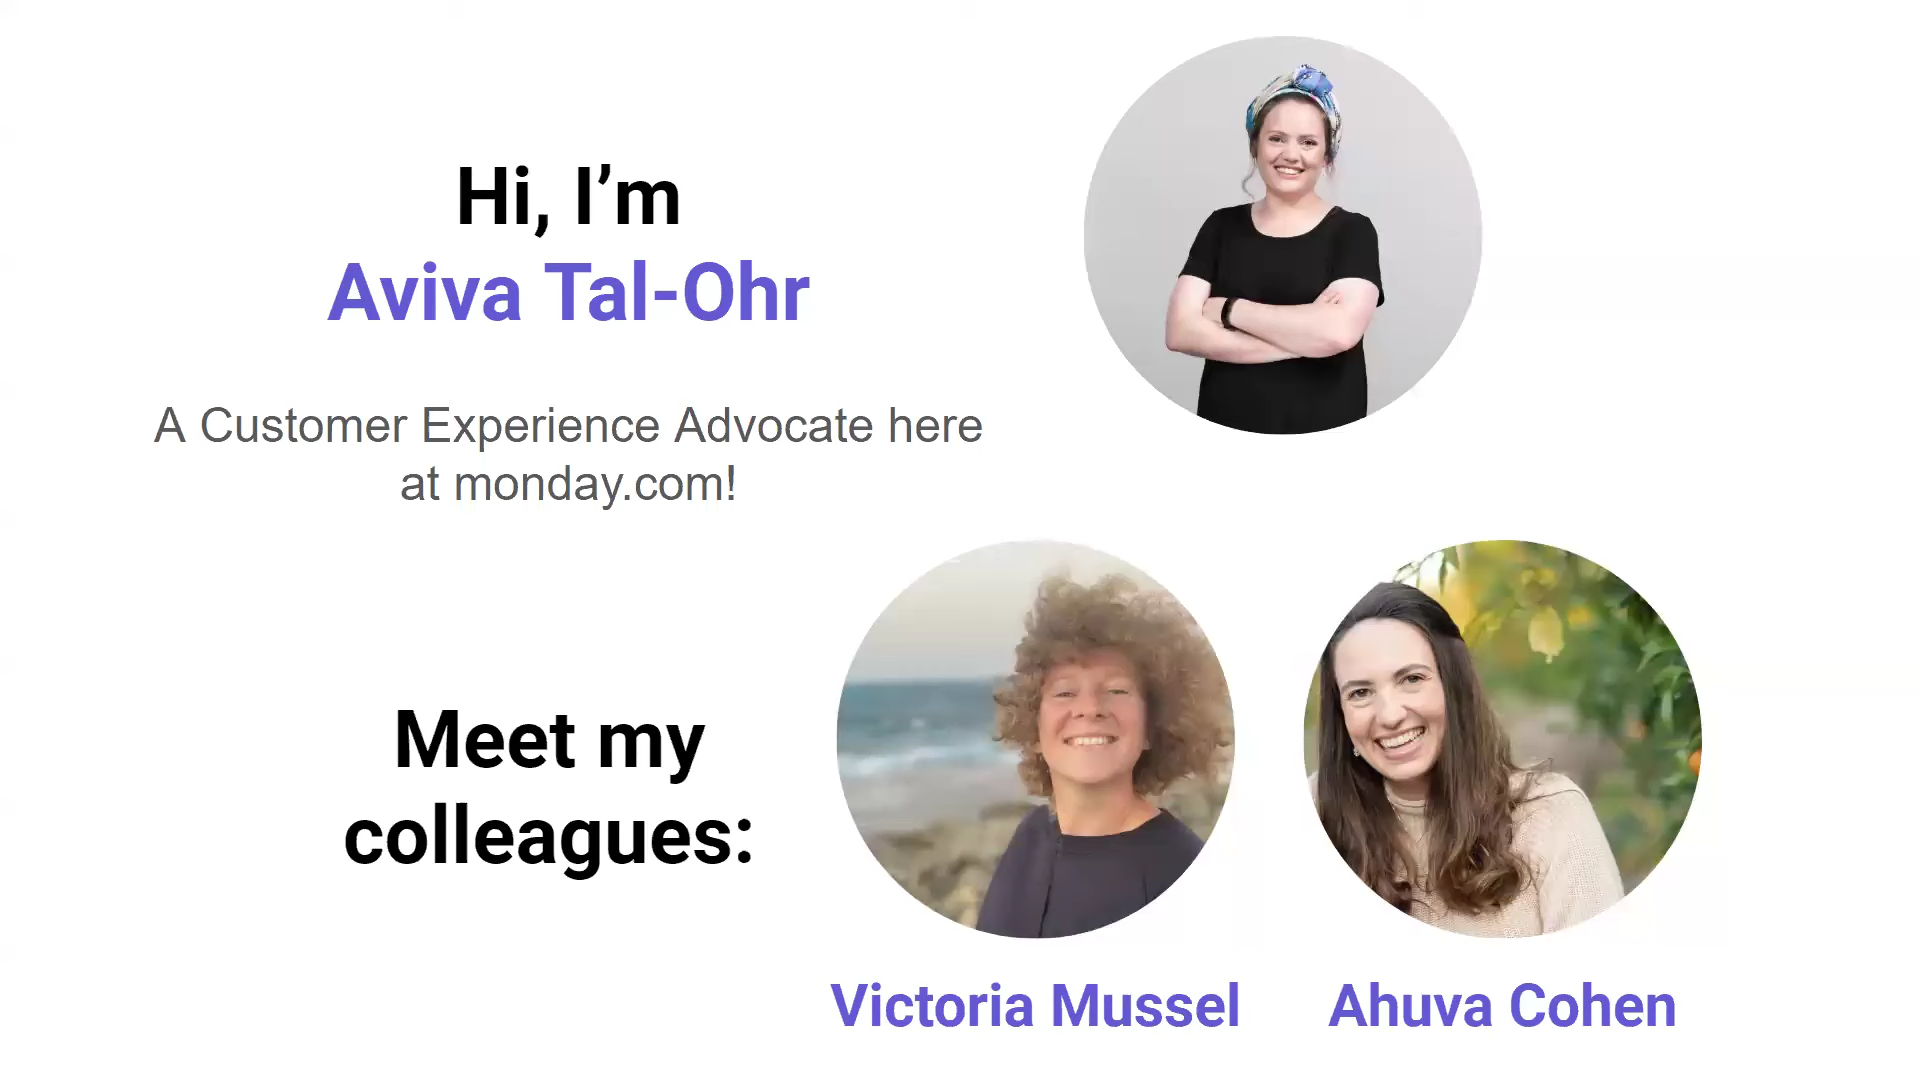 Hi, I’m
Aviva Tal-Ohr
A Customer Experience Advocate here
at monday.com!
Meet my
colleagues:
Victoria Mussel
Ahuva Cohen